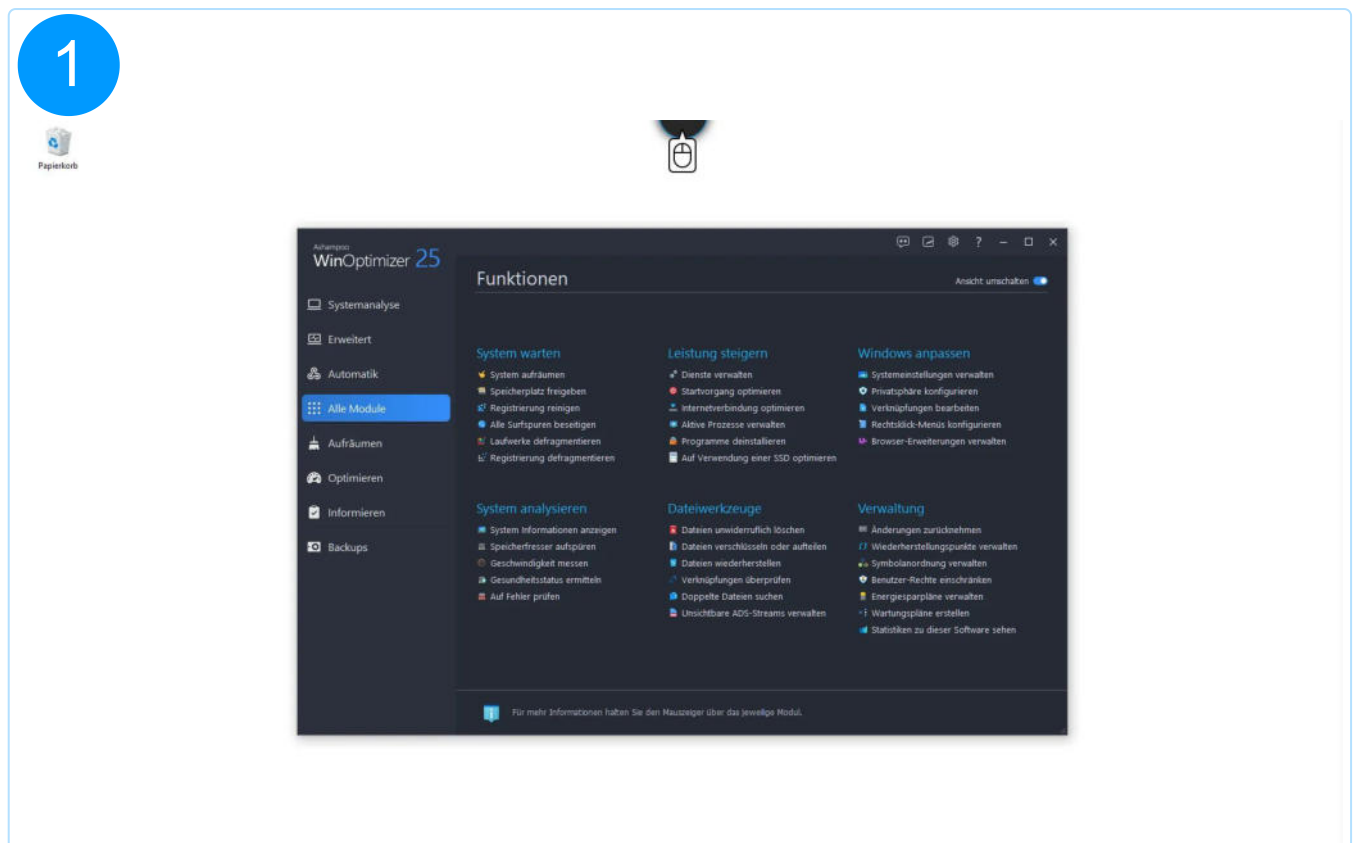 1
Papierkorb
Ashampoo
WinOptimizer 25
Funktionen
Ansicht umschalten
Systemanalyse
Erweitert
Automatik
Alle Module
Aufräumen
Optimieren
Informieren
Backups
System warten
System aufräumen
Speicherplatz freigeben
Registrierung reinigen
Alle Surfspuren beseitigen
Laufwerke defragmentieren
Registrierung defragmentieren
Leistung steigern
Dienste verwalten
Startvorgang optimieren
Internetverbindung optimieren
Aktive Prozesse verwalten
Programme deinstallieren
Auf Verwendung einer SSD optimieren
Windows anpassen
Systemeinstellungen verwalten
Privatsphäre konfigurieren
Verknüpfungen bearbeiten
Rechtsklick-Menüs konfigurieren
Browser-Erweiterungen verwalten
System analysieren
System Informationen anzeigen
Speicherfresser aufspüren
Geschwindigkeit messen
Gesundheitsstatus ermitteln
Auf Fehler prüfen
Dateiwerkzeuge
Dateien unwiderruflich löschen
Dateien verschlüsseln oder aufteilen
Dateien wiederherstellen
Verknüpfungen überprüfen
Doppelte Dateien suchen
Unsichtbare ADS-Streams verwalten
Verwaltung
Änderungen zurücknehmen
Wiederherstellungspunkte verwalten
Symbolanordnung verwalten
Benutzer-Rechte einschränken
Energiesparpläne verwalten
Wartungspläne erstellen
Statistiken zu dieser Software sehen
Für mehr Informationen halten Sie den Mauszeiger über das jeweilige Modul.